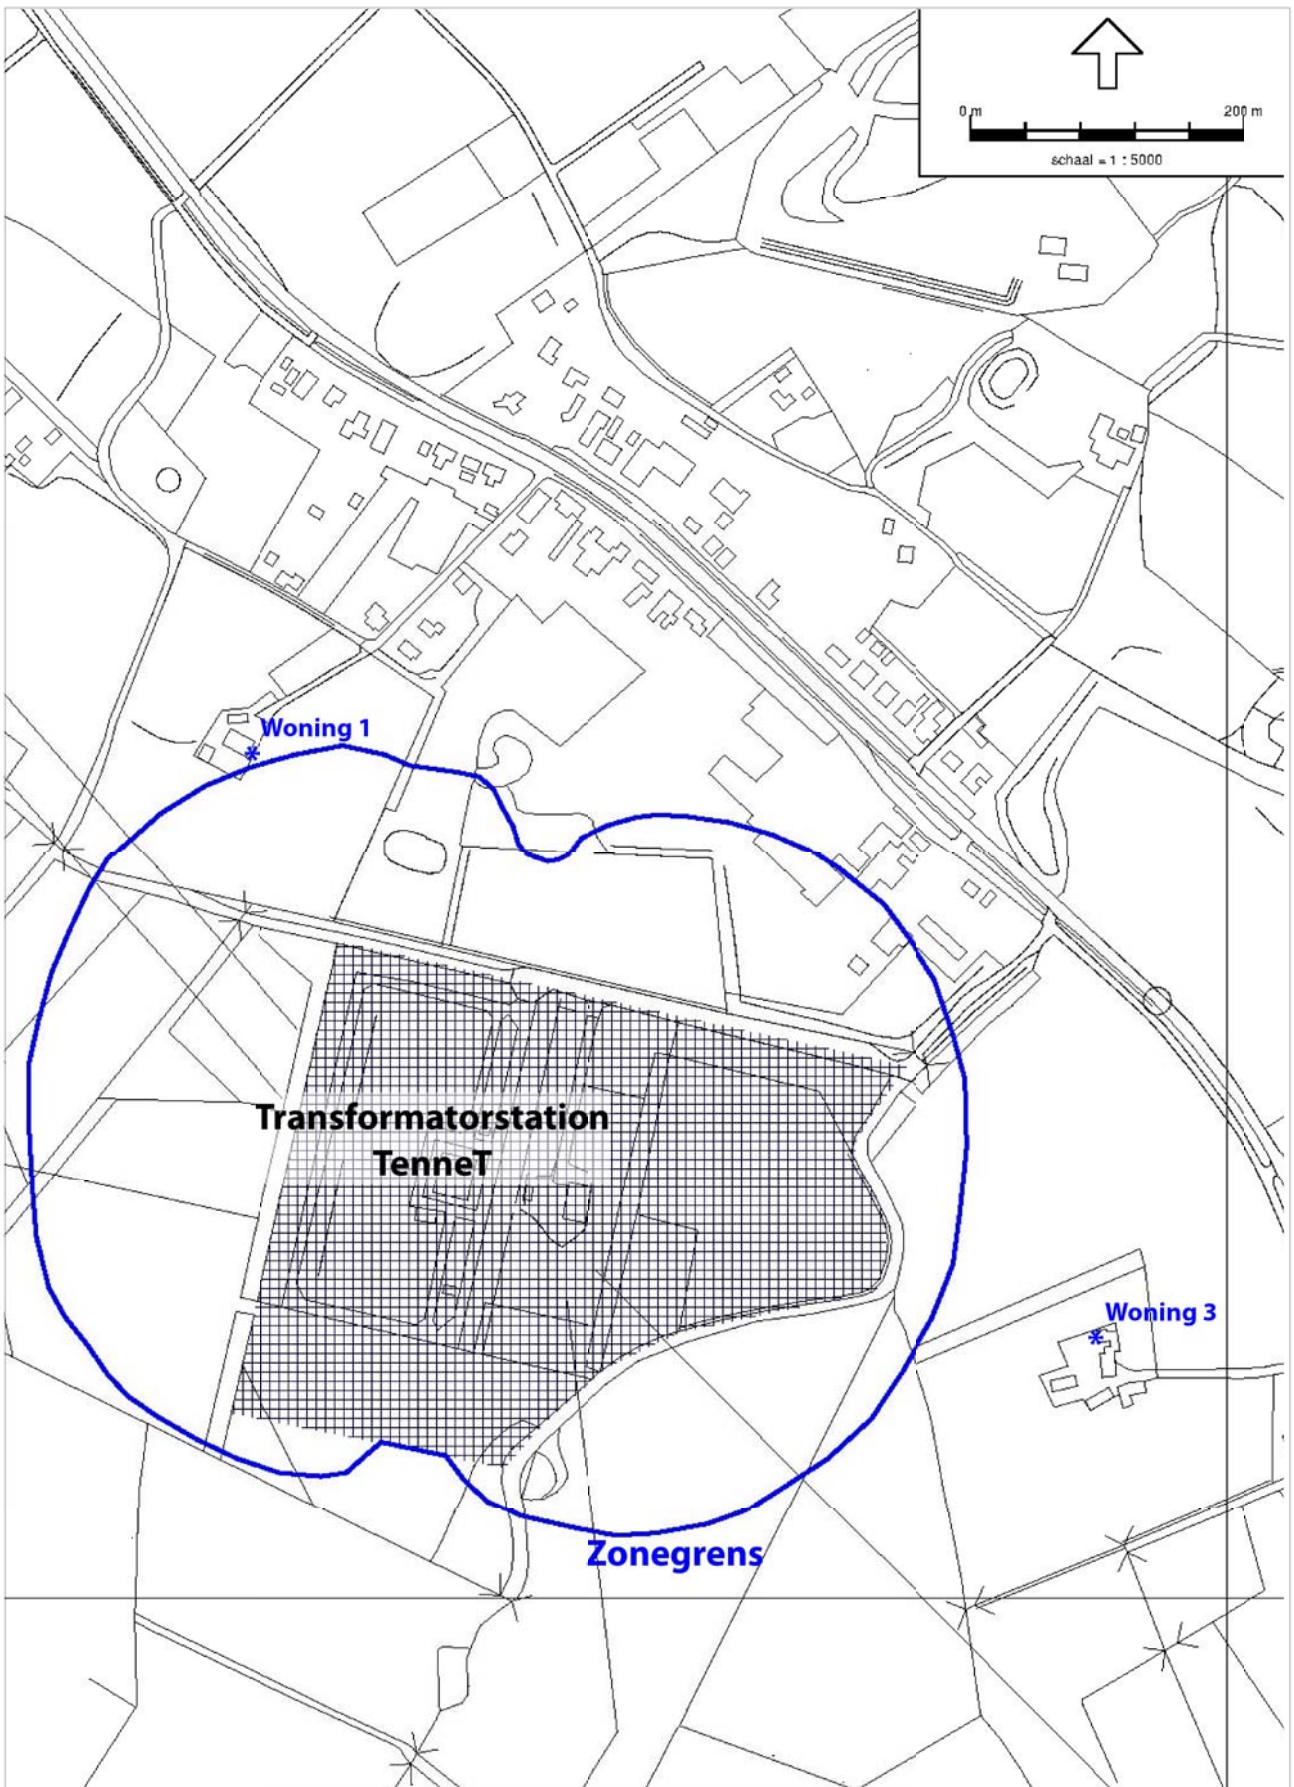 0 m 200 m
schaal = 1 : 5000
Woning 1
Transformatorstation
TenneT
Woning 3
Zonegrens